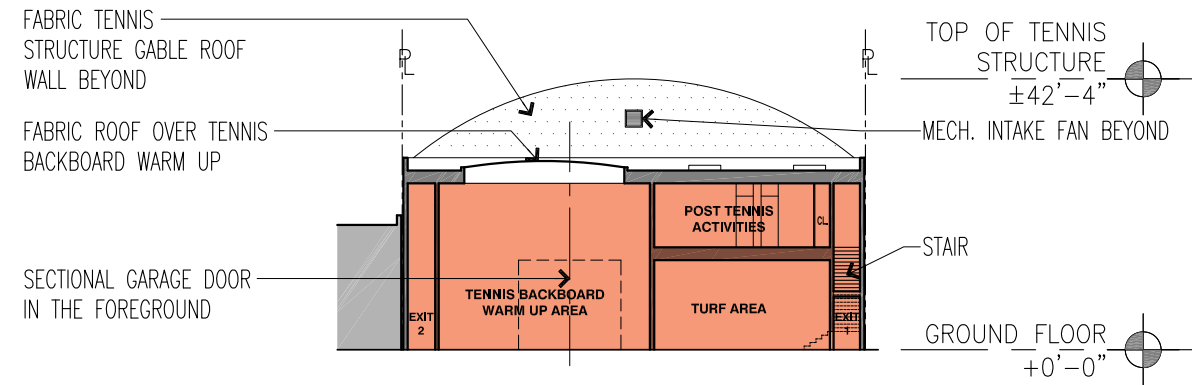 FABRIC TENNIS
STRUCTURE GABLE ROOF
WALL BEYOND
FABRIC ROOF OVER TENNIS
BACKBOARD WARM UP
SECTIONAL GARAGE DOOR
IN THE FOREGROUND
PL
PL
TOP OF TENNIS
STRUCTURE
±42'-4"
MECH. INTAKE FAN BEYOND
POST TENNIS
ACTIVITIES
CL
STAIR
TENNIS BACKBOARD
WARM UP AREA
TURF AREA
EXIT
2
EXIT
1
GROUND FLOOR
+0'-0"